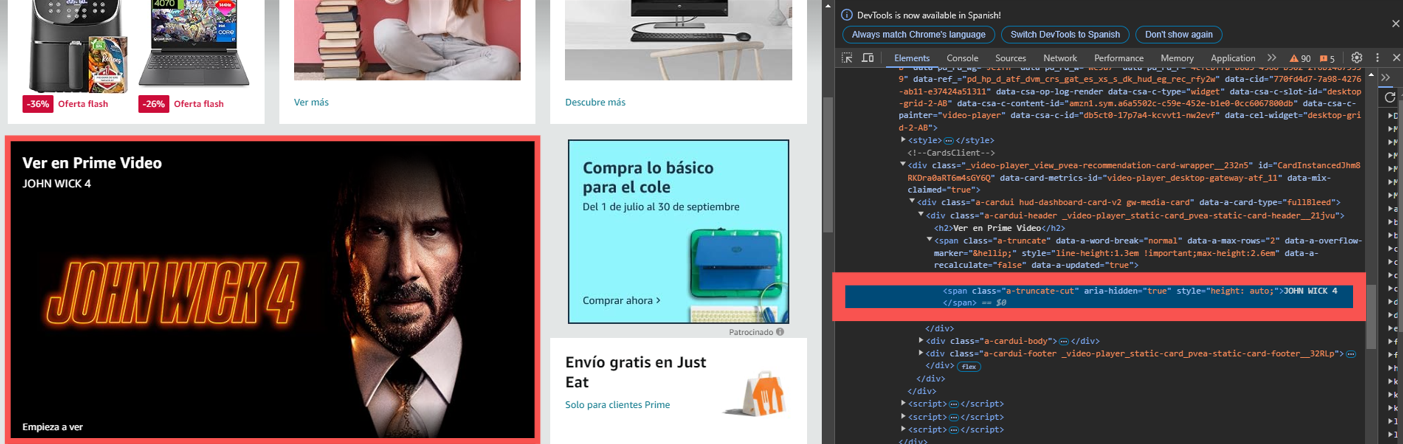 4070
144Hz
-36% Oferta flash
-26% Oferta flash
Ver más
Descubre más
Ver en Prime Video
JOHN WICK 4
JOHN WICK 4
Empieza a ver
Compra lo básico
para el cole
Del 1 de julio al 30 de septiembre
Comprar ahora >
Patrocinado
Envío gratis en Just
Eat
Solo para clientes Prime
DevTools is now available in Spanish!
Always match Chrome's language
Switch DevTools to Spanish
Don't show again
Elements Console Sources Network Performance Memory Application >> 90 5
9" data-ref_="pd_hp_d_atf_dvm_crs_gat_es_xs_s_dk_hud_eg_rec_rfy2w" data-cid="770fd4d7-7a98-4276
-ab11-e37424a51311" data-csa-op-log-render data-csa-c-type="widget" data-csa-c-slot-id="desktop
-grid-2-AB" data-csa-c-content-id="amzn1.sym.a6a5502c-c59e-452e-b1e0-0cc6067800db" data-csa-c-
painter="video-player" data-csa-c-id="db5ct0-17p7a4-kcvvt1-nw2evf" data-cel-widget="desktop-gri
d-2-AB">
<style>…</style>
<!--CardsClient-->
<div class="_video-player_view_pvea-recommendation-card-wrapper__232n5" id="CardInstancedJhm8
RKDra0aRT6m4sGY6Q" data-card-metrics-id="video-player_desktop-gateway-atf_11" data-mix-
claimed="true">
<div class="a-cardui hud-dashboard-card-v2 gw-media-card" data-a-card-type="fullBleed">
<div class="a-cardui-header _video-player_static_card_pvea-static-card-header__21jvu">
<h2>Ver en Prime Video</h2>
<span class="a-truncate" data-a-word-break="normal" data-a-max-rows="2" data-a-overflow-
marker="&hellip;" style="line-height:1.3em !important;max-height:2.6em" data-a-
recalculate="false" data-a-updated="true">
<span class="a-truncate-cut" aria-hidden="true" style="height: auto;">JOHN WICK 4
</span> == $0
</div>
<div class="a-cardui-body">…</div>
<div class="a-cardui-footer _video-player_static_card_pvea-static-card-footer__32RLp">…
</div> flex
</div>
</div>
<script>…</script>
<script>…</script>
<script>…</script>
</div>